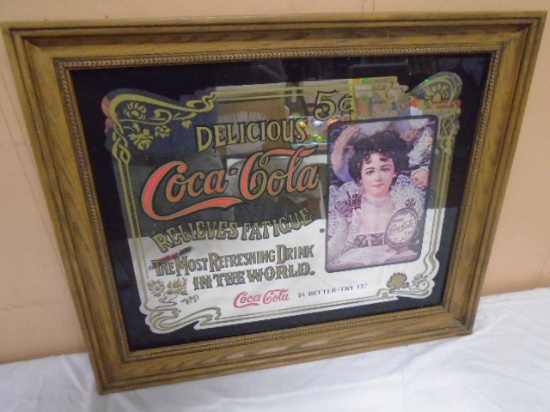 5¢
DELICIOUS
Coca-Cola
RELIEVES FATIGUE
THE MOST REFRESHING DRINK
IN THE WORLD.
Coca-Cola IS BETTER-TRY IT!